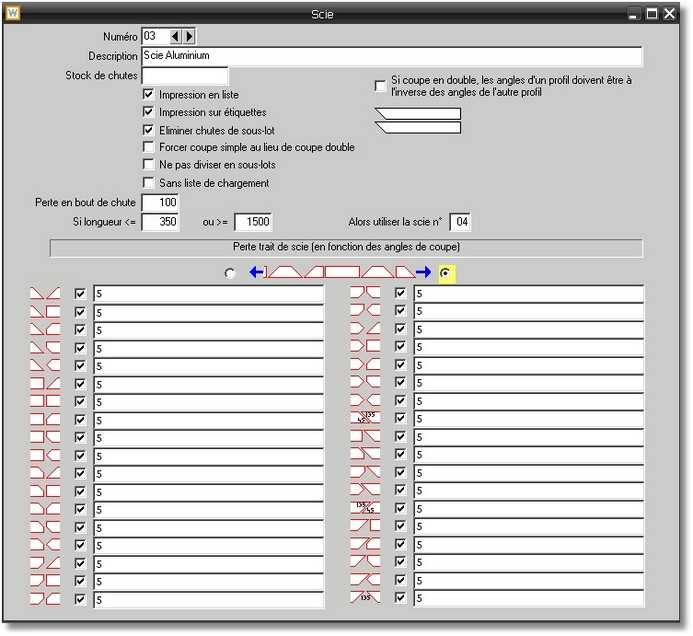 W Scie
Numéro 03
Description Scie Aluminium
Stock de chutes
Impression en liste
Impression sur étiquettes
Eliminer chutes de sous-lot
Forcer coupe simple au lieu de coupe double
Ne pas diviser en sous-lots
Sans liste de chargement
Si coupe en double, les angles d'un profil doivent être à
l'inverse des angles de l'autre profil
Perte en bout de chute 100
Si longueur <= 350 ou >= 1500 Alors utiliser la scie n° 04
Perte trait de scie (en fonction des angles de coupe)
5 5
5 5
5 5
5 5
5 5
5 5
5 5
5 45 135 5
5 5
5 5
5 5
5 5
5 135 45 5
5 5
5 5
5 5
5 5
5 135 5